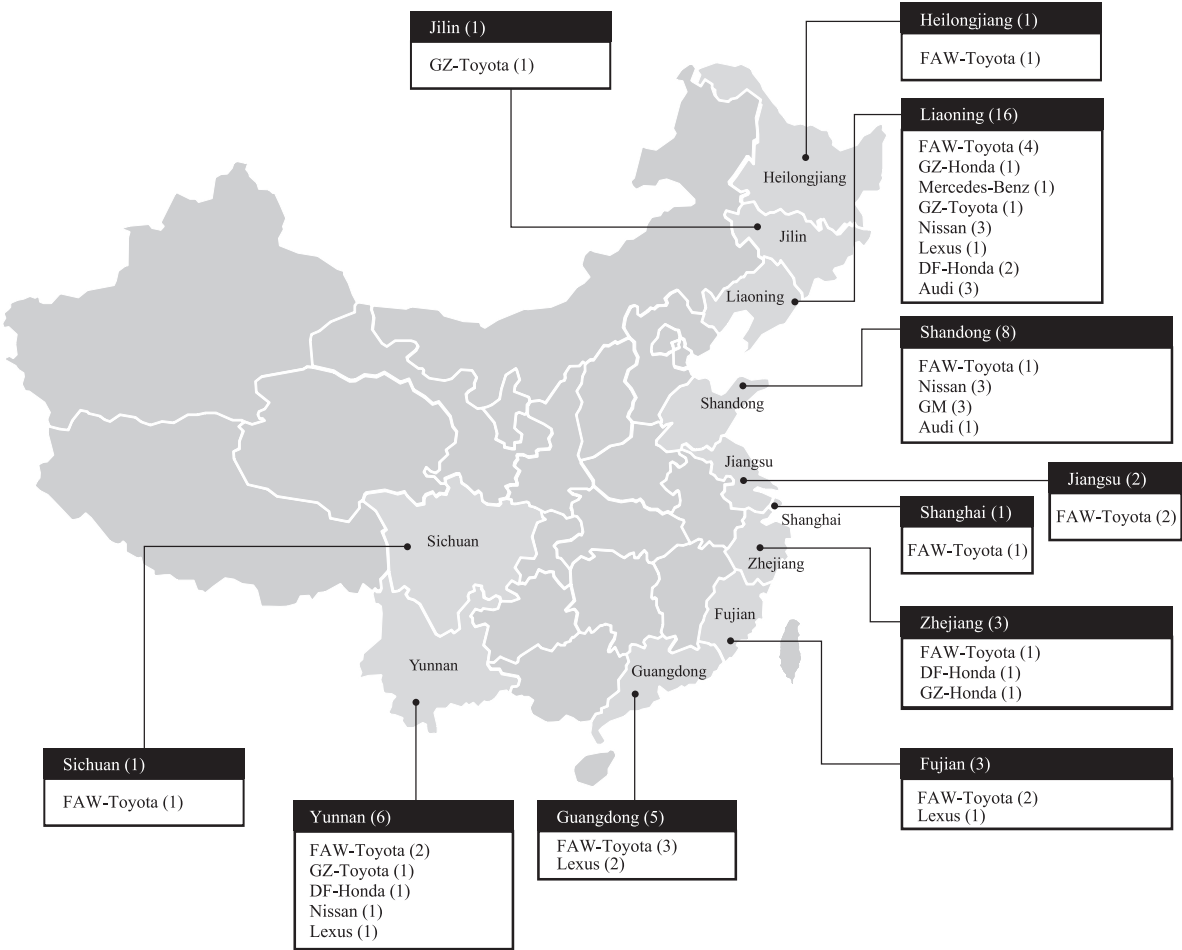 Jilin (1)
GZ-Toyota (1)
Heilongjiang (1)
FAW-Toyota (1)
Liaoning (16)
FAW-Toyota (4)
GZ-Honda (1)
Mercedes-Benz (1)
GZ-Toyota (1)
Nissan (3)
Lexus (1)
DF-Honda (2)
Audi (3)
Heilongjiang
Jilin
Liaoning
Shandong (8)
FAW-Toyota (1)
Nissan (3)
GM (3)
Audi (1)
Shandong
Jiangsu
Jiangsu (2)
FAW-Toyota (2)
Shanghai
Shanghai (1)
FAW-Toyota (1)
Sichuan
Zhejiang
Zhejiang (3)
FAW-Toyota (1)
DF-Honda (1)
GZ-Honda (1)
Fujian
Yunnan
Guangdong
Fujian (3)
FAW-Toyota (2)
Lexus (1)
Sichuan (1)
FAW-Toyota (1)
Yunnan (6)
FAW-Toyota (2)
GZ-Toyota (1)
DF-Honda (1)
Nissan (1)
Lexus (1)
Guangdong (5)
FAW-Toyota (3)
Lexus (2)